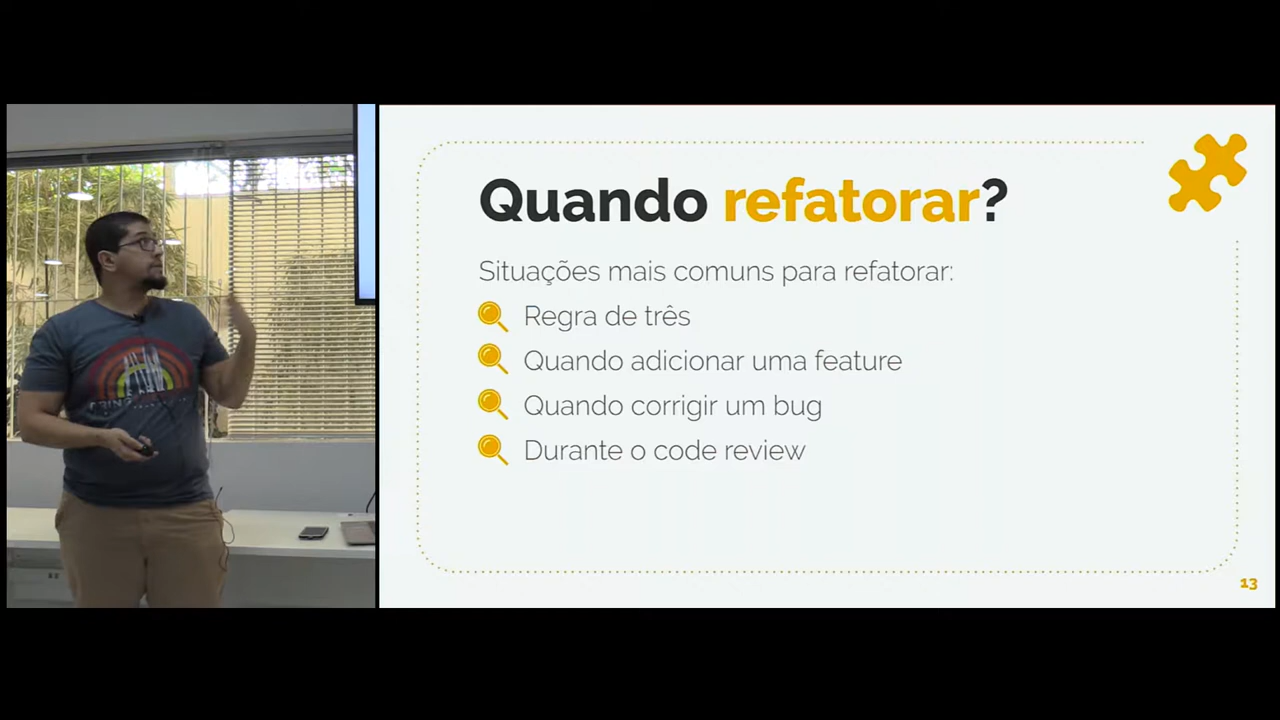 Quando refatorar?
Situações mais comuns para refatorar:
Regra de três
Quando adicionar uma feature
Quando corrigir um bug
Durante o code review
13